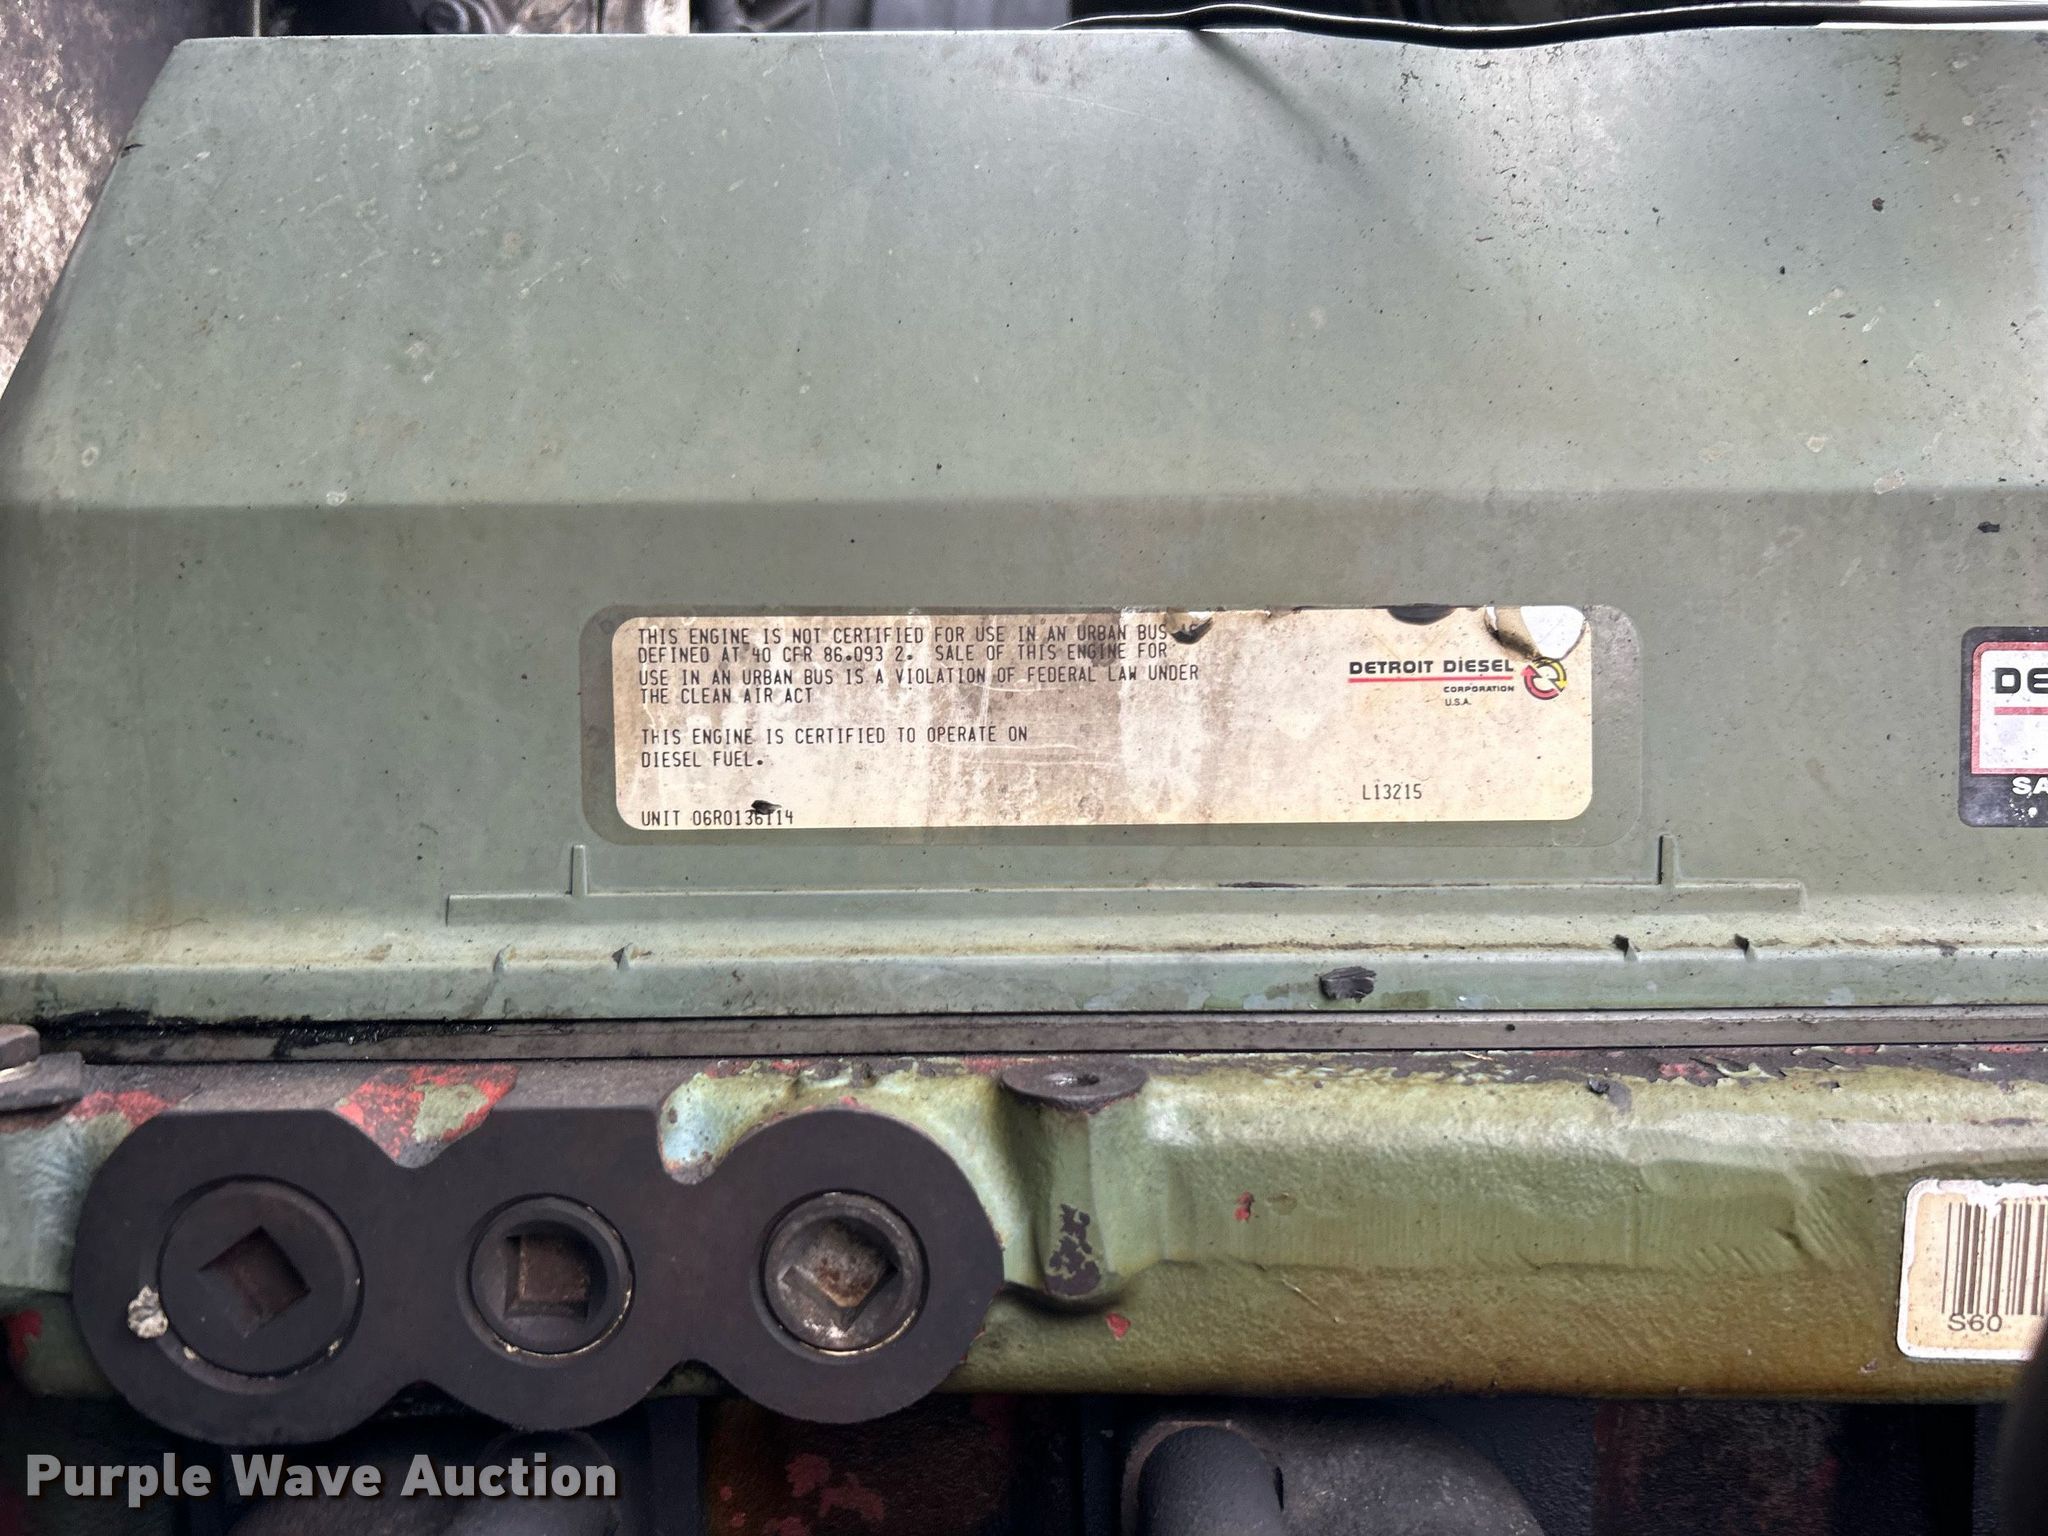 THIS ENGINE IS NOT CERTIFIED FOR USE IN AN URBAN BUS AS
DEFINED AT 40 CFR 86.093 2. SALE OF THIS ENGINE FOR
USE IN AN URBAN BUS IS A VIOLATION OF FEDERAL LAW UNDER
THE CLEAN AIR ACT
THIS ENGINE IS CERTIFIED TO OPERATE ON
DIESEL FUEL.
UNIT 06R0136114
DETROIT DIESEL
CORPORATION
U.S.A.
L13215
DE
SA
S60
Purple Wave Auction